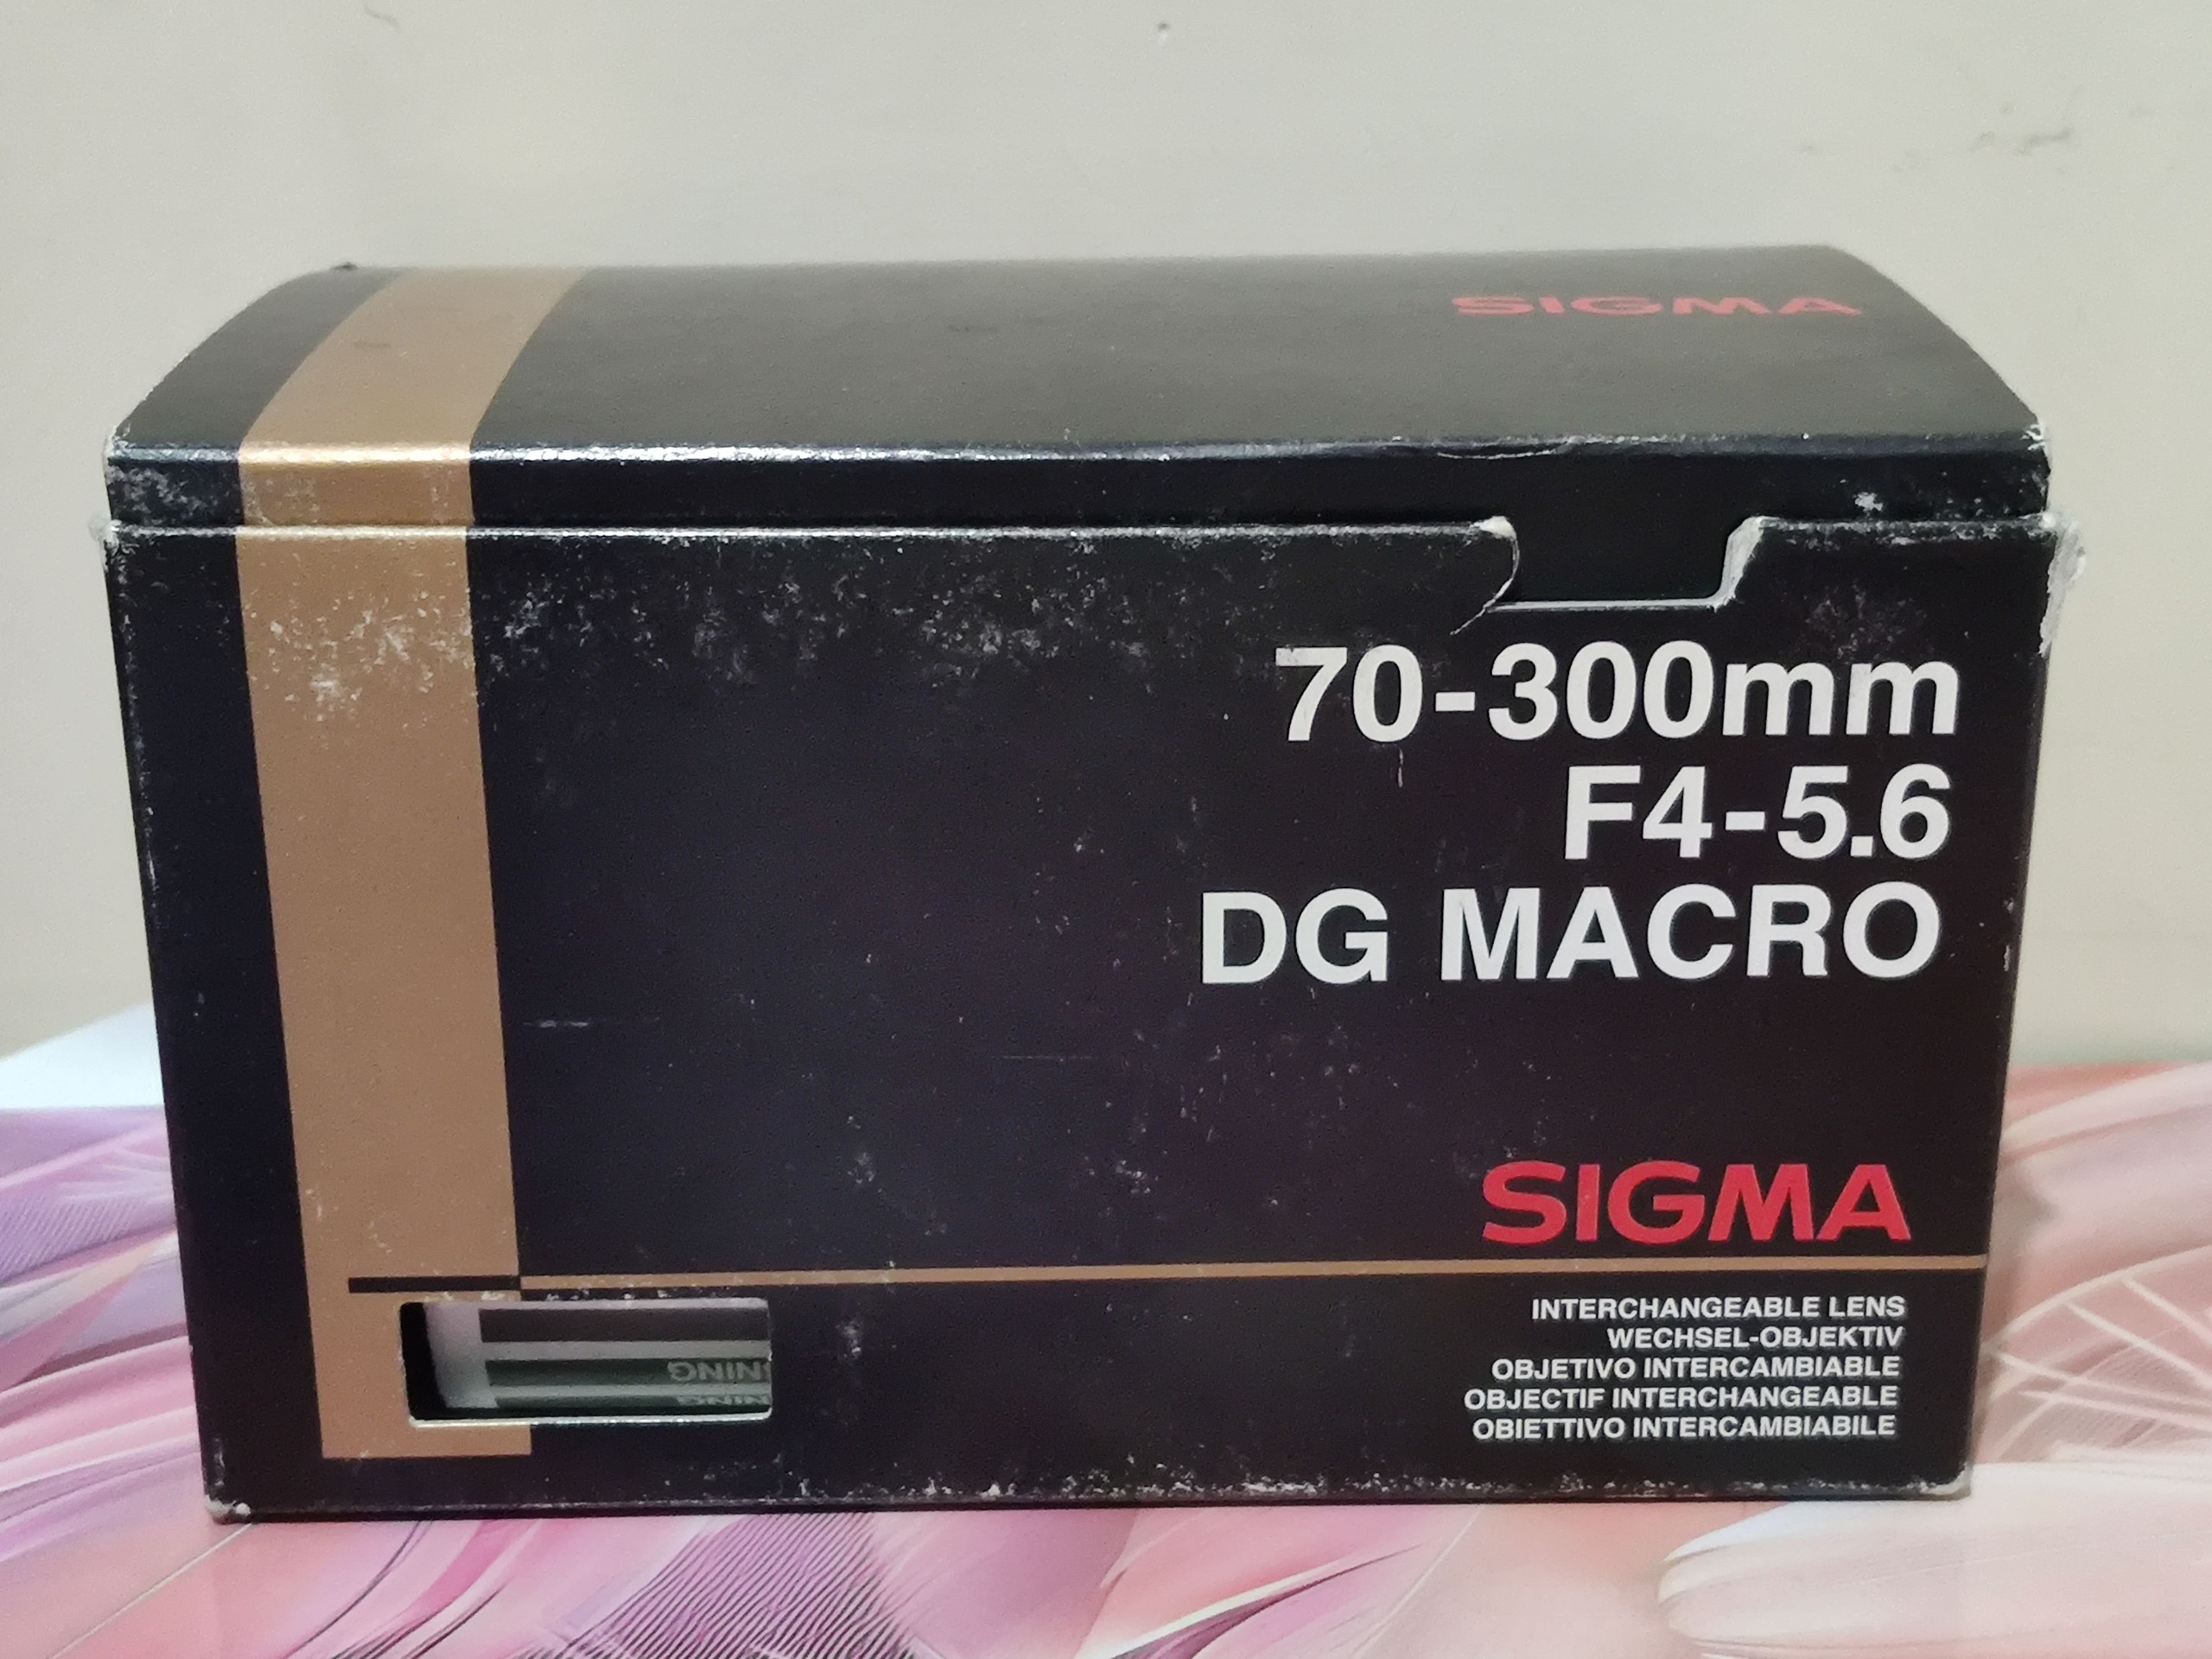 SIGMA
70-300mm
F4-5.6
DG MACRO
SIGMA
INTERCHANGEABLE LENS
WECHSEL-OBJEKTIV
OBJETIVO INTERCAMBIABLE
OBJECTIF INTERCHANGEABLE
OBIETTIVO INTERCAMBIABILE